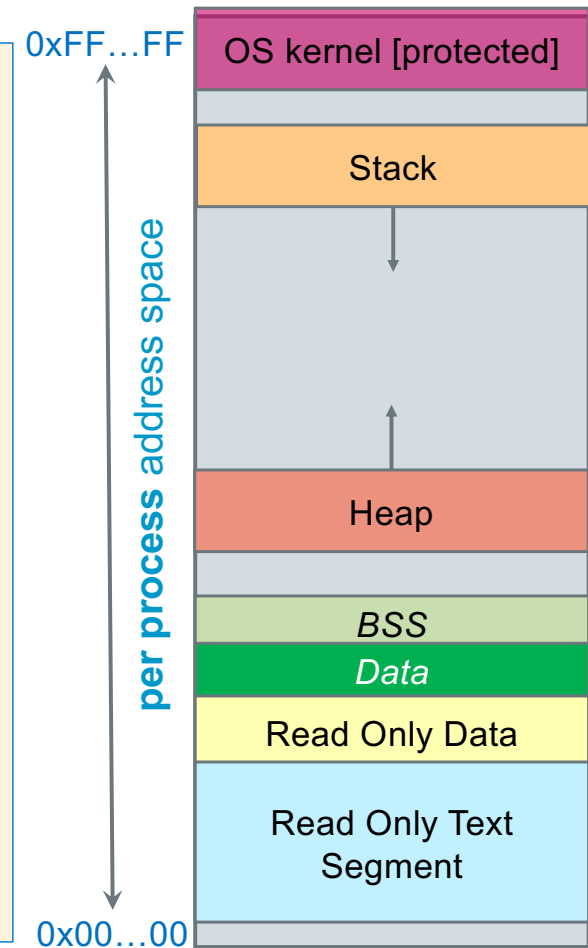 0xFF…FF
OS kernel [protected]
Stack
per process address space
Heap
BSS
Data
Read Only Data
Read Only Text
Segment
0x00…00